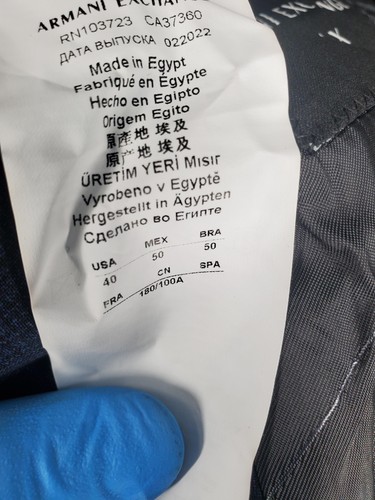 ARMANI EXCHANGE
RN103723 CA37360
ДАТА ВЫПУСКА 022022
Made in Egypt
Fabriqué en Égypte
Hecho en Egipto
Origem Egito
原產地 埃及
原产地 埃及
ÜRETİM YERİ MISIR
Vyrobeno v Egyptě
Hergestellt in Ägypten
Сделано во Египте
USA MEX BRA
40 50 50
FRA CN SPA
180/100A